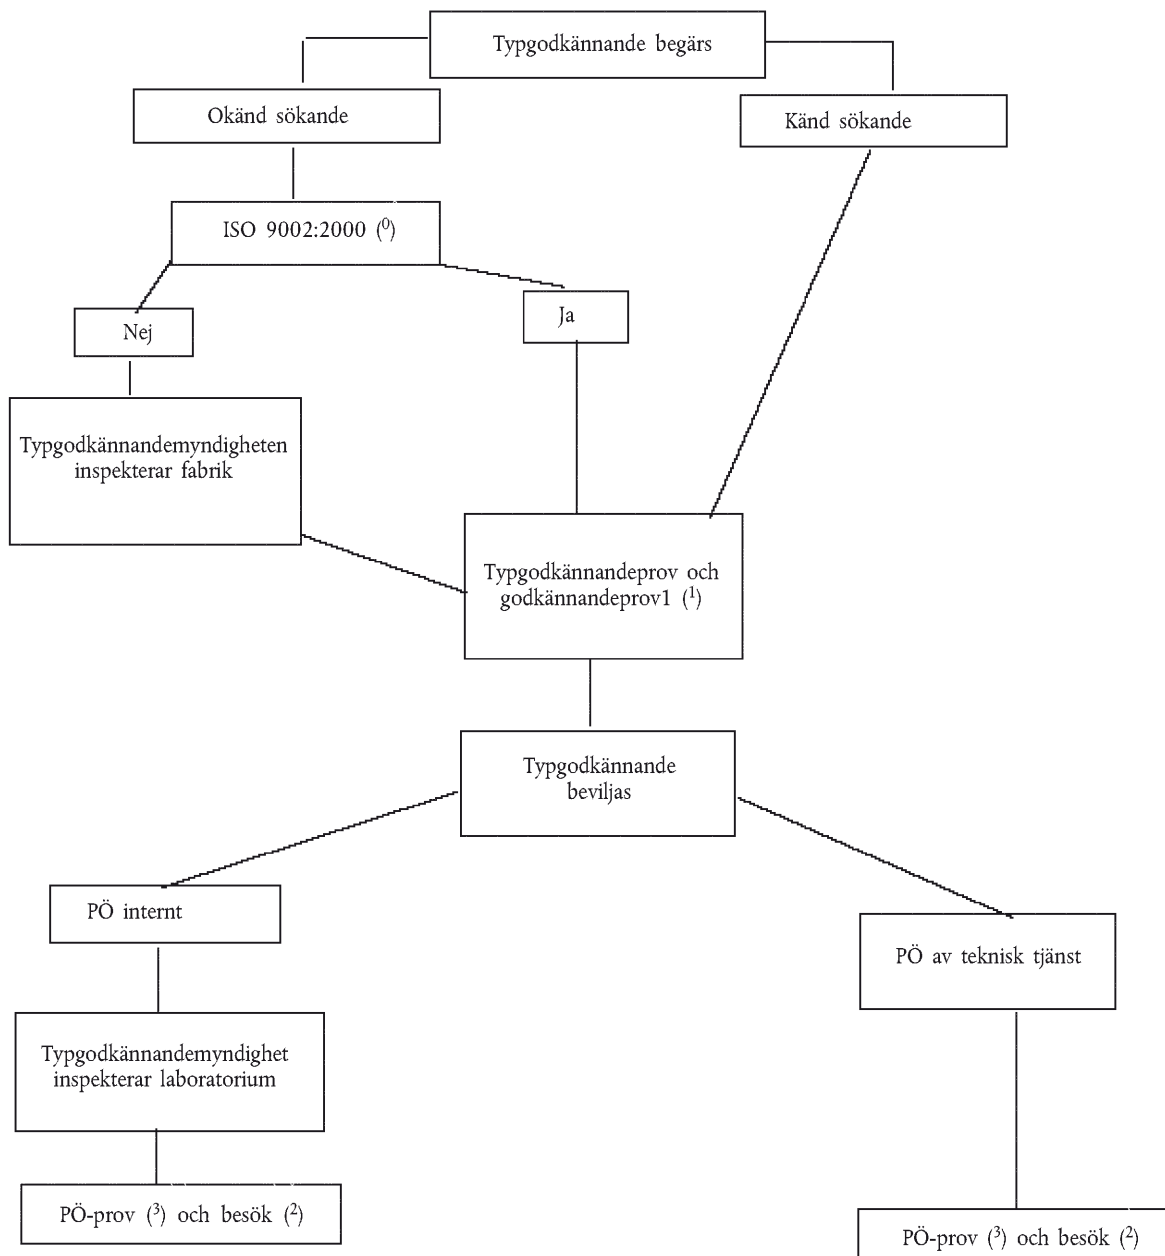 Typgodkännande begärs
Okänd sökande
Känd sökande
ISO 9002:2000 (⁰)
Nej
Ja
Typgodkännandemyndigheten
inspekterar fabrik
Typgodkännandeprov och
godkännandeprov1 (¹)
Typgodkännande
beviljas
PÖ internt
PÖ av teknisk tjänst
Typgodkännandemyndighet
inspekterar laboratorium
PÖ-prov (³) och besök (²)
PÖ-prov (³) och besök (²)